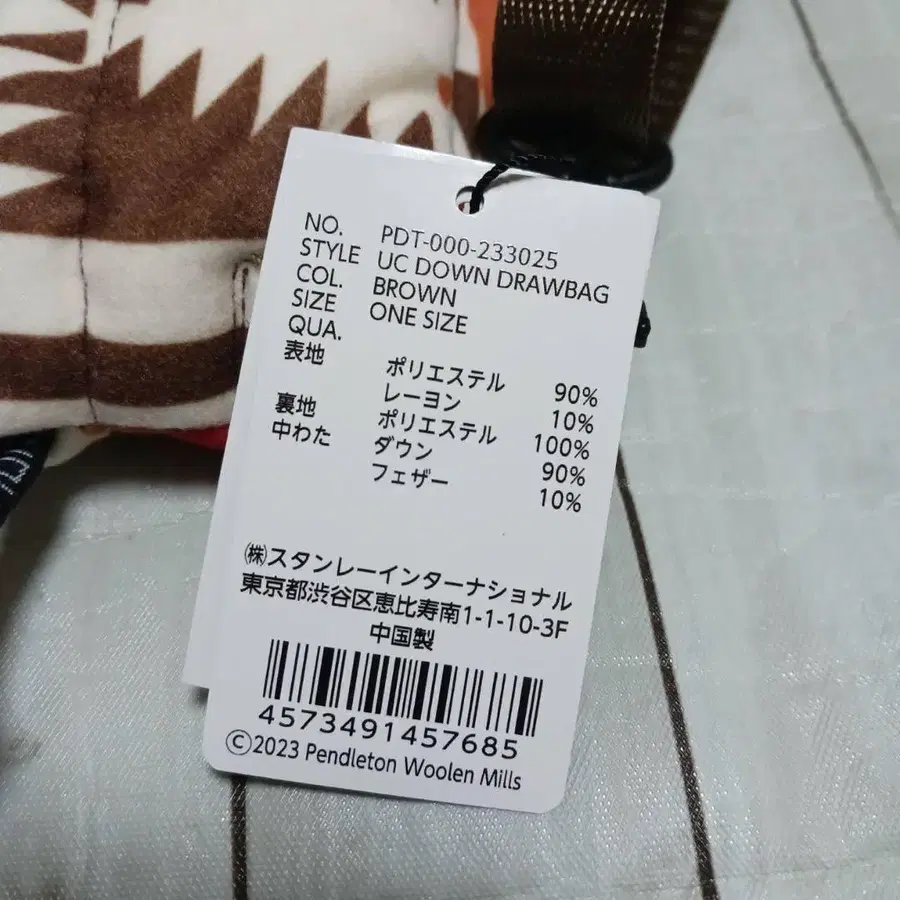 NO. PDT-000-233025
STYLE UC DOWN DRAWBAG
COL. BROWN
SIZE ONE SIZE
QUA.
表地 ポリエステル 90%
レーヨン 10%
裏地 ポリエステル 100%
中わた ダウン 90%
フェザー 10%
㈱スタンレーインターナショナル
東京都渋谷区恵比寿南1-1-10-3F
中国製
4573491457685
©2023 Pendleton Woolen Mills